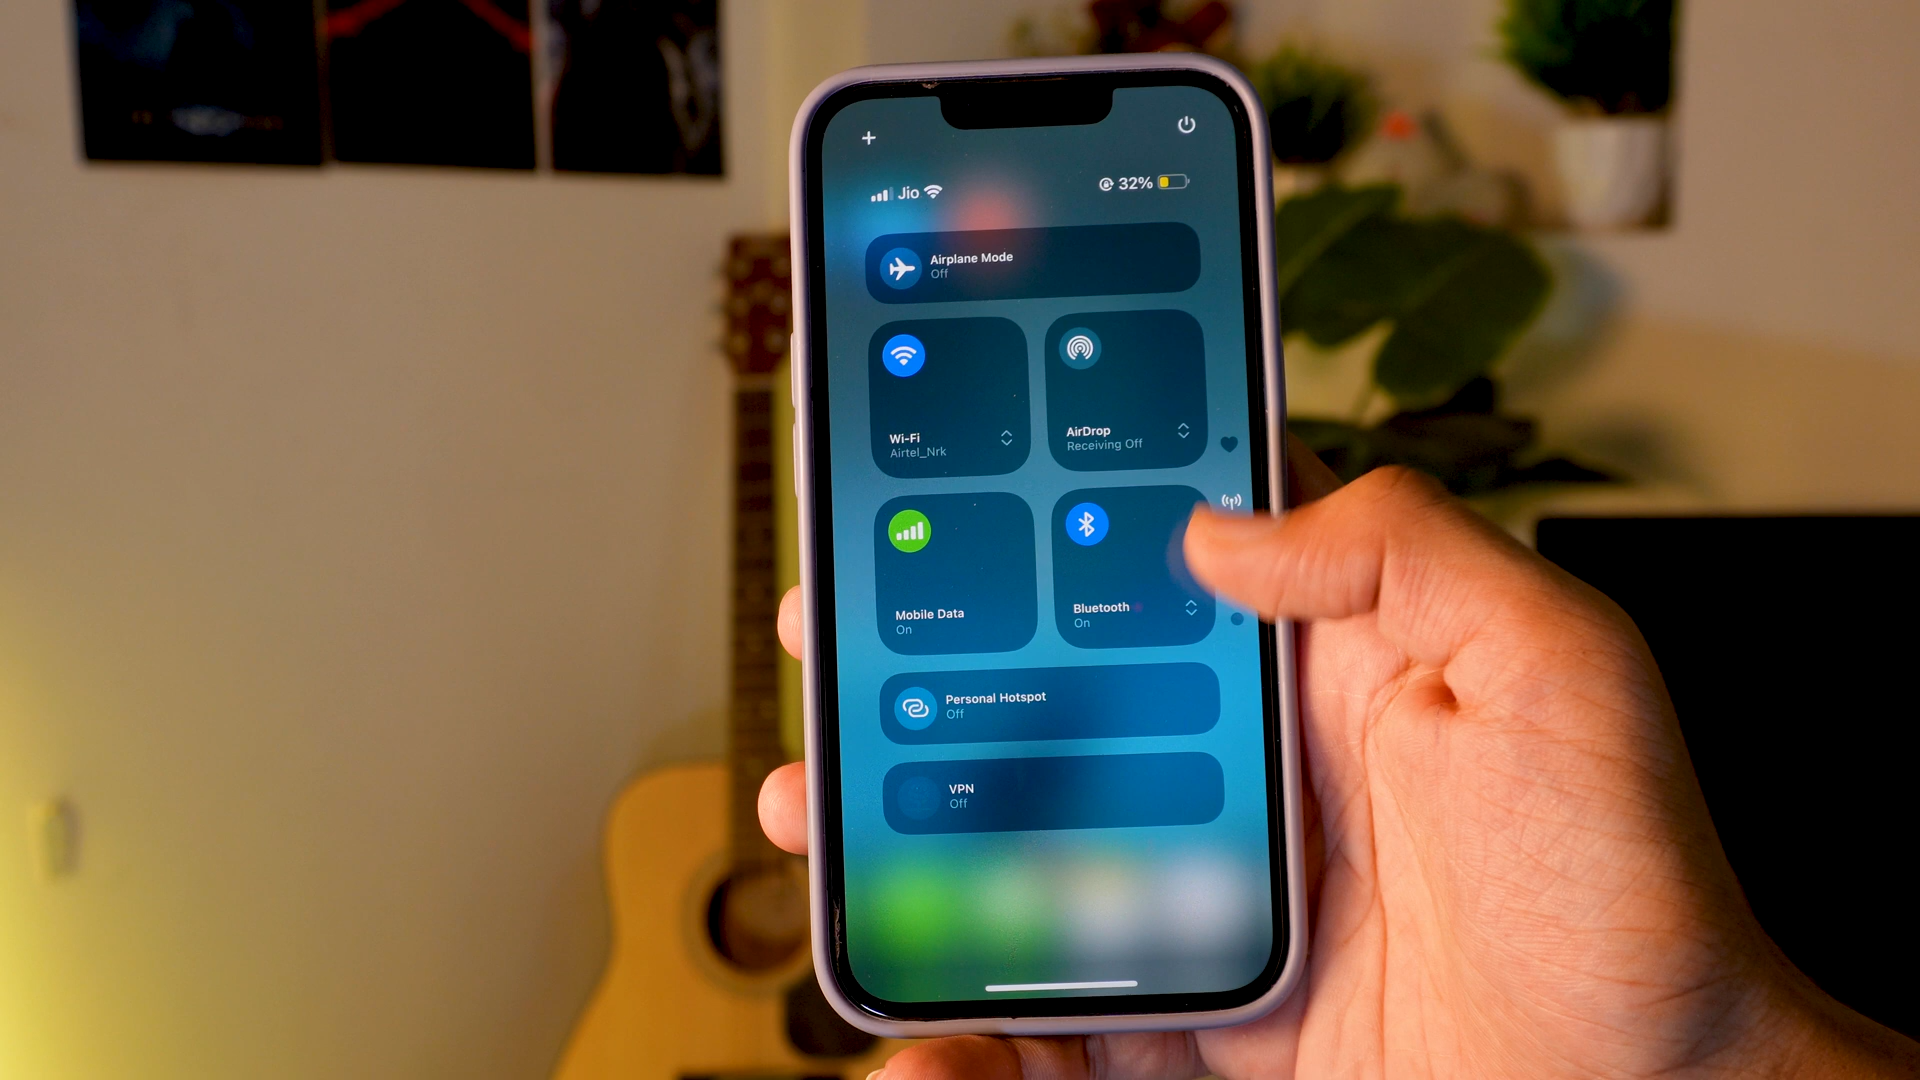 Jio
32%
Airplane Mode
Off
Wi-Fi
Airtel_Nrk
AirDrop
Receiving Off
Mobile Data
On
Bluetooth
On
Personal Hotspot
Off
VPN
Off